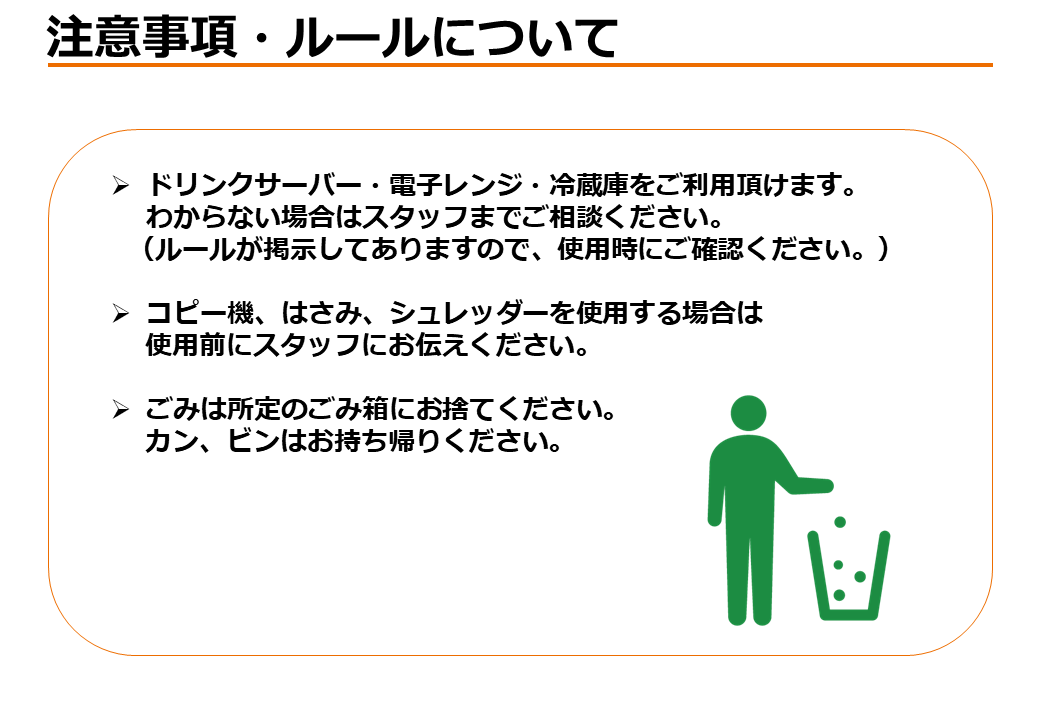 注意事項・ルールについて
➢ ドリンクサーバー・電子レンジ・冷蔵庫をご利用頂けます。
わからない場合はスタッフまでご相談ください。
（ルールが掲示してありますので、使用時にご確認ください。）
➢ コピー機、はさみ、シュレッダーを使用する場合は
使用前にスタッフにお伝えください。
➢ ごみは所定のごみ箱にお捨てください。
カン、ビンはお持ち帰りください。